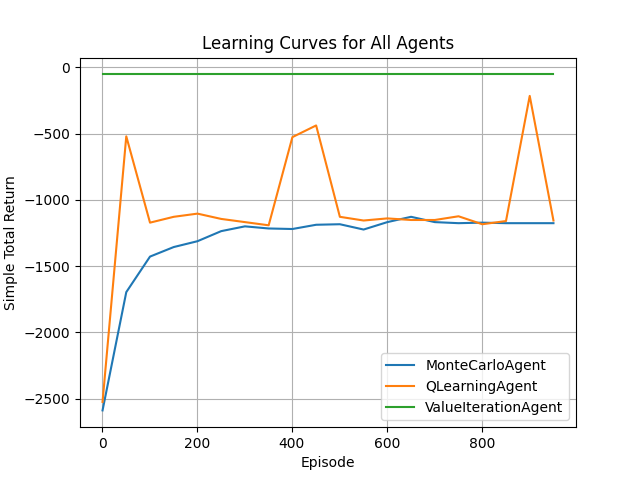 Learning Curves for All Agents
Simple Total Return
0
−500
−1000
−1500
−2000
−2500
0 200 400 600 800
Episode
MonteCarloAgent
QLearningAgent
ValueIterationAgent